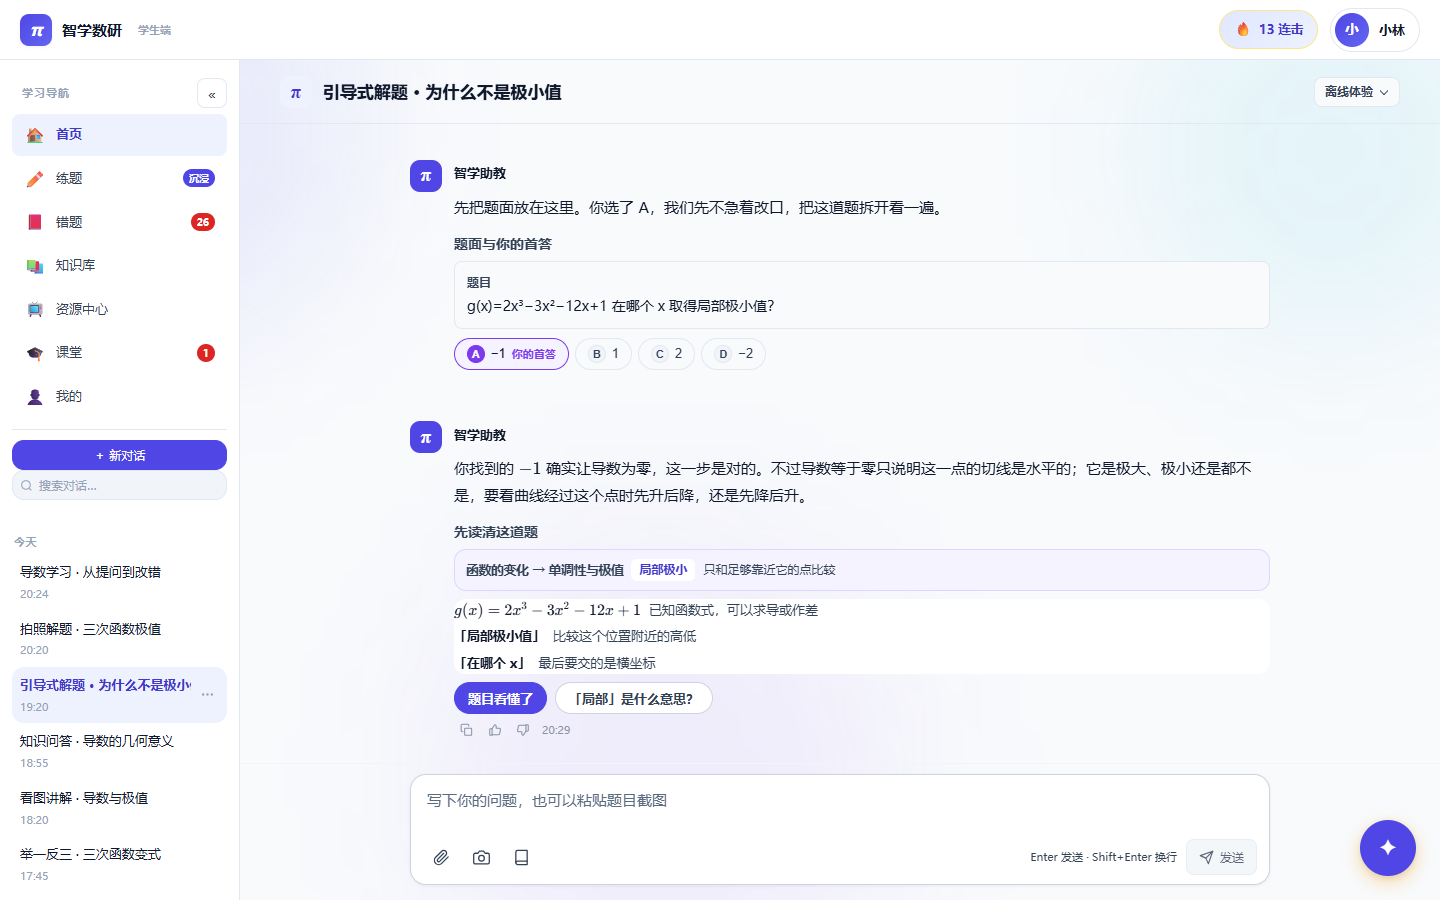 π 智学数研 学生端
🔥 13 连击
小 小林
学习导航 «
首页
练题 沉浸
错题 26
知识库
资源中心
课堂 1
我的
+ 新对话
搜索对话...
今天
导数学习 · 从提问到改错
20:24
拍照解题 · 三次函数极值
20:20
引导式解题 • 为什么不是极小 ...
19:20
知识问答 · 导数的几何意义
18:55
看图讲解 · 导数与极值
18:20
举一反三 · 三次函数变式
17:45
π 引导式解题 • 为什么不是极小值
离线体验
π 智学助教
先把题面放在这里。你选了 A，我们先不急着改口，把这道题拆开看一遍。
题面与你的首答
题目
g(x)=2x³−3x²−12x+1 在哪个 x 取得局部极小值?
A −1 你的首答 B 1 C 2 D −2
π 智学助教
你找到的 −1 确实让导数为零，这一步是对的。不过导数等于零只说明这一点的切线是水平的；它是极大、极小还是都不
是，要看曲线经过这个点时先升后降，还是先降后升。
先读清这道题
函数的变化 → 单调性与极值 局部极小 只和足够靠近它的点比较
g(x) = 2x³ − 3x² − 12x + 1 已知函数式，可以求导或作差
「局部极小值」 比较这个位置附近的高低
「在哪个 x」 最后要交的是横坐标
题目看懂了 「局部」是什么意思?
20:29
写下你的问题，也可以粘贴题目截图
Enter 发送 · Shift+Enter 换行 发送